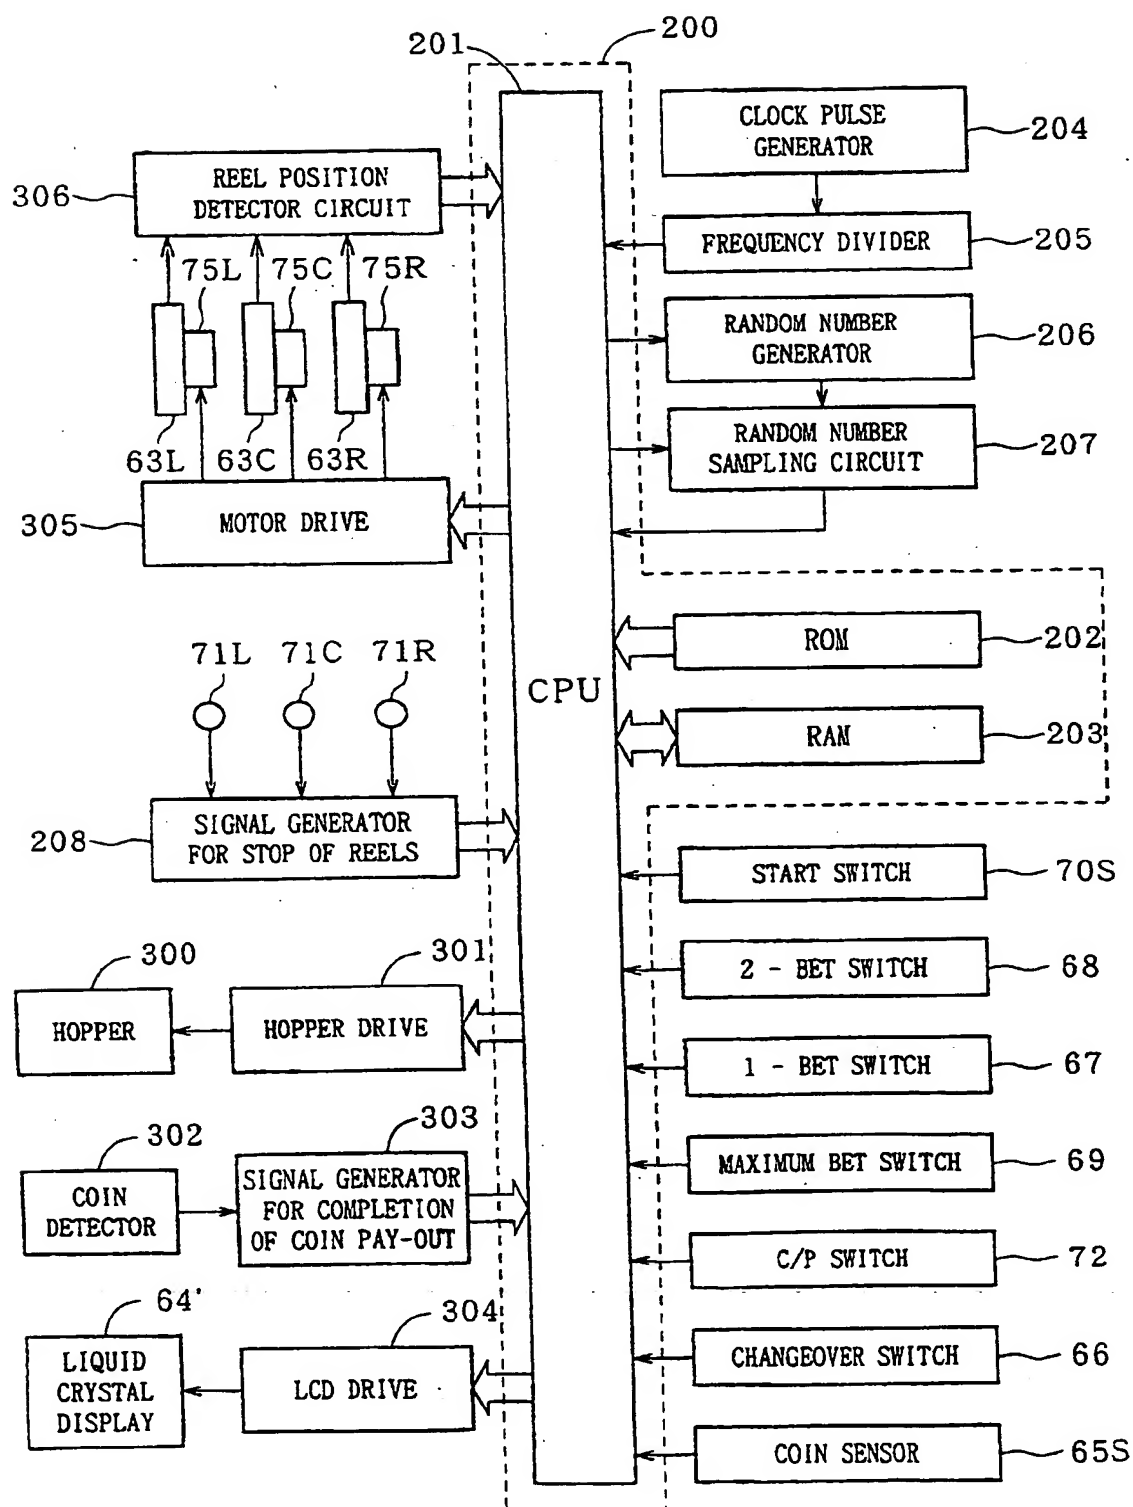 200
201
CLOCK PULSE
GENERATOR
204
REEL POSITION
DETECTOR CIRCUIT
306
FREQUENCY DIVIDER
205
75L 75C 75R
RANDOM NUMBER
GENERATOR
206
RANDOM NUMBER
SAMPLING CIRCUIT
207
63L 63C 63R
MOTOR DRIVE
305
ROM
202
71L 71C 71R
CPU
RAM
203
SIGNAL GENERATOR
FOR STOP OF REELS
208
START SWITCH
70S
300
301
2 - BET SWITCH
68
HOPPER
HOPPER DRIVE
1 - BET SWITCH
67
302
303
MAXIMUM BET SWITCH
69
COIN
DETECTOR
SIGNAL GENERATOR
FOR COMPLETION
OF COIN PAY-OUT
C/P SWITCH
72
64'
304
CHANGEOVER SWITCH
66
LIQUID
CRYSTAL
DISPLAY
LCD DRIVE
COIN SENSOR
65S